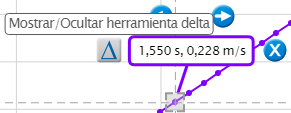 Mostrar/Ocultar herramienta delta
Δ 1,550 s, 0,228 m/s X